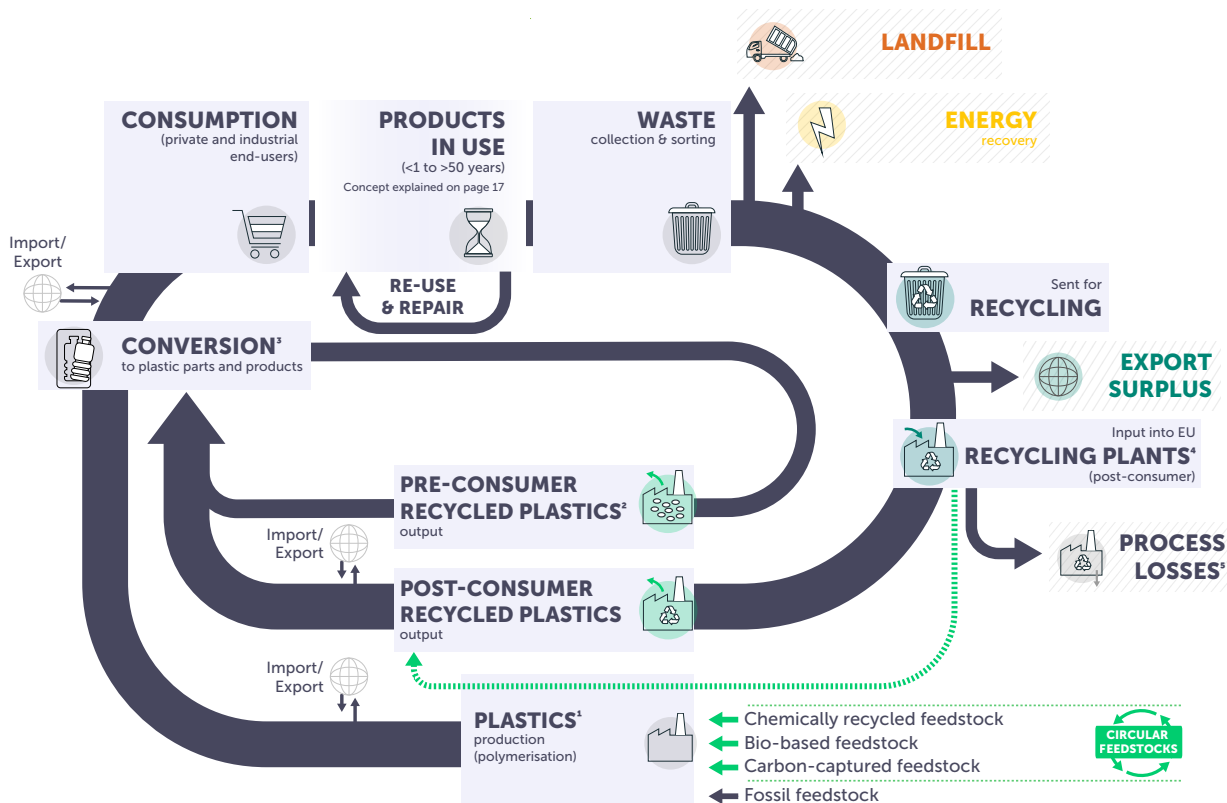 LANDFILL
CONSUMPTION
(private and industrial
end-users)
PRODUCTS
IN USE
(<1 to >50 years)
Concept explained on page 17
WASTE
collection & sorting
ENERGY
recovery
Import/
Export
RE-USE
& REPAIR
Sent for
RECYCLING
CONVERSION³
to plastic parts and products
EXPORT
SURPLUS
Input into EU
RECYCLING PLANTS⁴
(post-consumer)
PRE-CONSUMER
RECYCLED PLASTICS²
output
Import/
Export
PROCESS
LOSSES⁵
POST-CONSUMER
RECYCLED PLASTICS
output
Import/
Export
PLASTICS¹
production
(polymerisation)
Chemically recycled feedstock
Bio-based feedstock
Carbon-captured feedstock
Fossil feedstock
CIRCULAR
FEEDSTOCKS